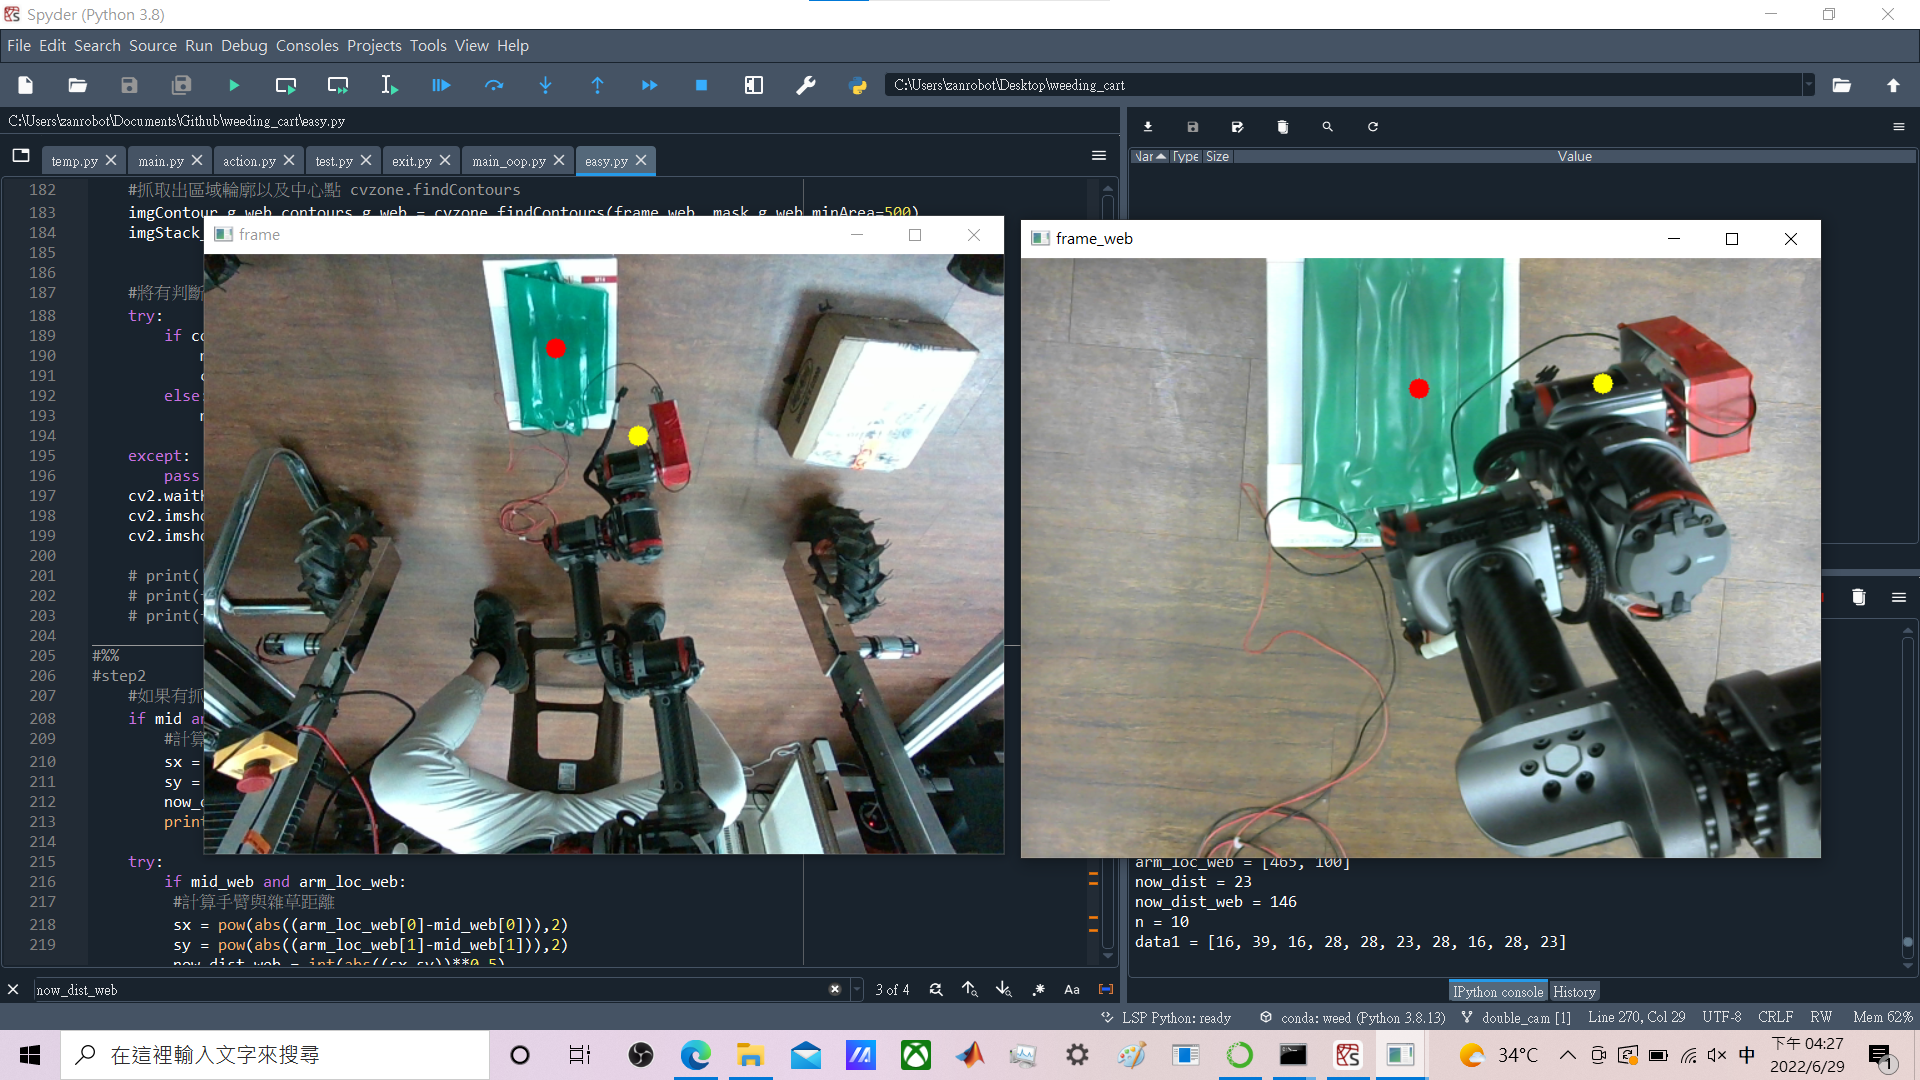 Spyder (Python 3.8)
File Edit Search Source Run Debug Consoles Projects Tools View Help
C:\Users\zanrobot\Desktop\weeding_cart
C:\Users\zanrobot\Documents\Github\weeding_cart\easy.py
temp.py main.py action.py test.py exit.py main_oop.py easy.py
Type Size Value
182 #抓取出區域輪廓以及中心點 cvzone.findContours
183 imgContour_g_web,contours_g_web = cvzone.findContours(frame_web, mask_g_web,minArea=500)
184 imgStack_
185
186
187 #將有判斷
188 try:
189 if co
190
191
192 else:
193
194
195 except:
196 pass
197 cv2.wait
198 cv2.imsho
199 cv2.imsho
200
201 # print(
202 # print(
203 # print(
204
205 #%%
206 #step2
207 #如果有抓
208 if mid a
209 #計算
210 sx =
211 sy =
212 now_
213 prin
214
215 try:
216 if mid_web and arm_loc_web:
217 #計算手臂與雜草距離
218 sx = pow(abs((arm_loc_web[0]-mid_web[0])),2)
219 sy = pow(abs((arm_loc_web[1]-mid_web[1])),2)
now_dist_web = int(abs((sx-sy))**0.5)
frame
frame_web
arm_loc_web = [465, 100]
now_dist = 23
now_dist_web = 146
n = 10
data1 = [16, 39, 16, 28, 28, 23, 28, 16, 28, 23]
now_dist_web 3 of 4 Aa
IPython console History
LSP Python: ready conda: weed (Python 3.8.13) double_cam [1] Line 270, Col 29 UTF-8 CRLF RW Mem 62%
在這裡輸入文字來搜尋
34°C 中 下午 04:27
2022/6/29
1